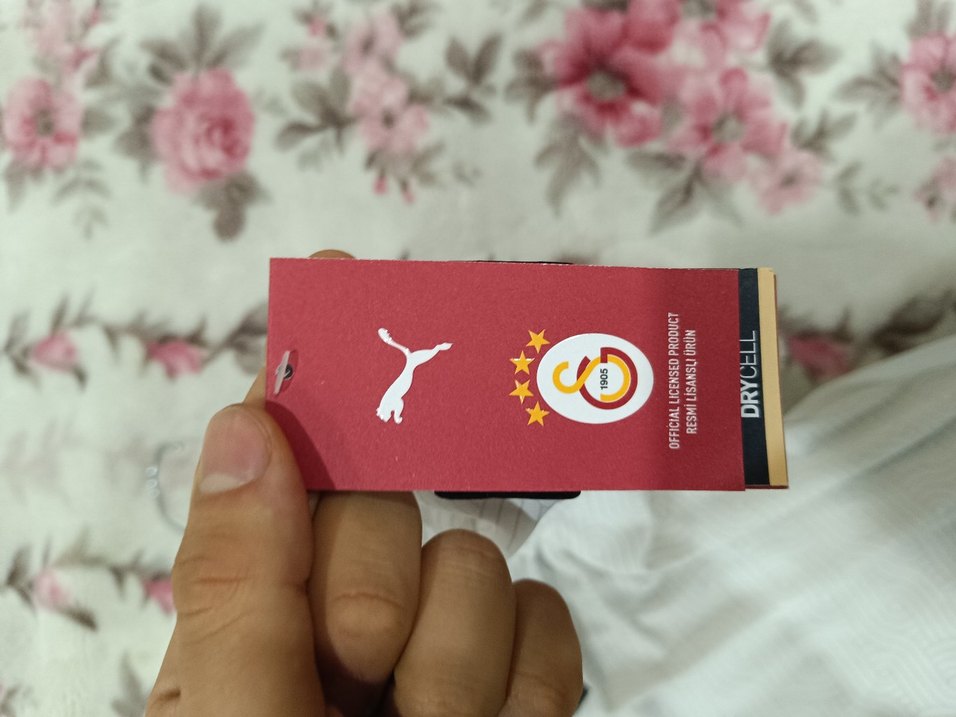 1905
OFFICIAL LICENSED PRODUCT
RESMİ LİSANSLI ÜRÜN
DRYCELL